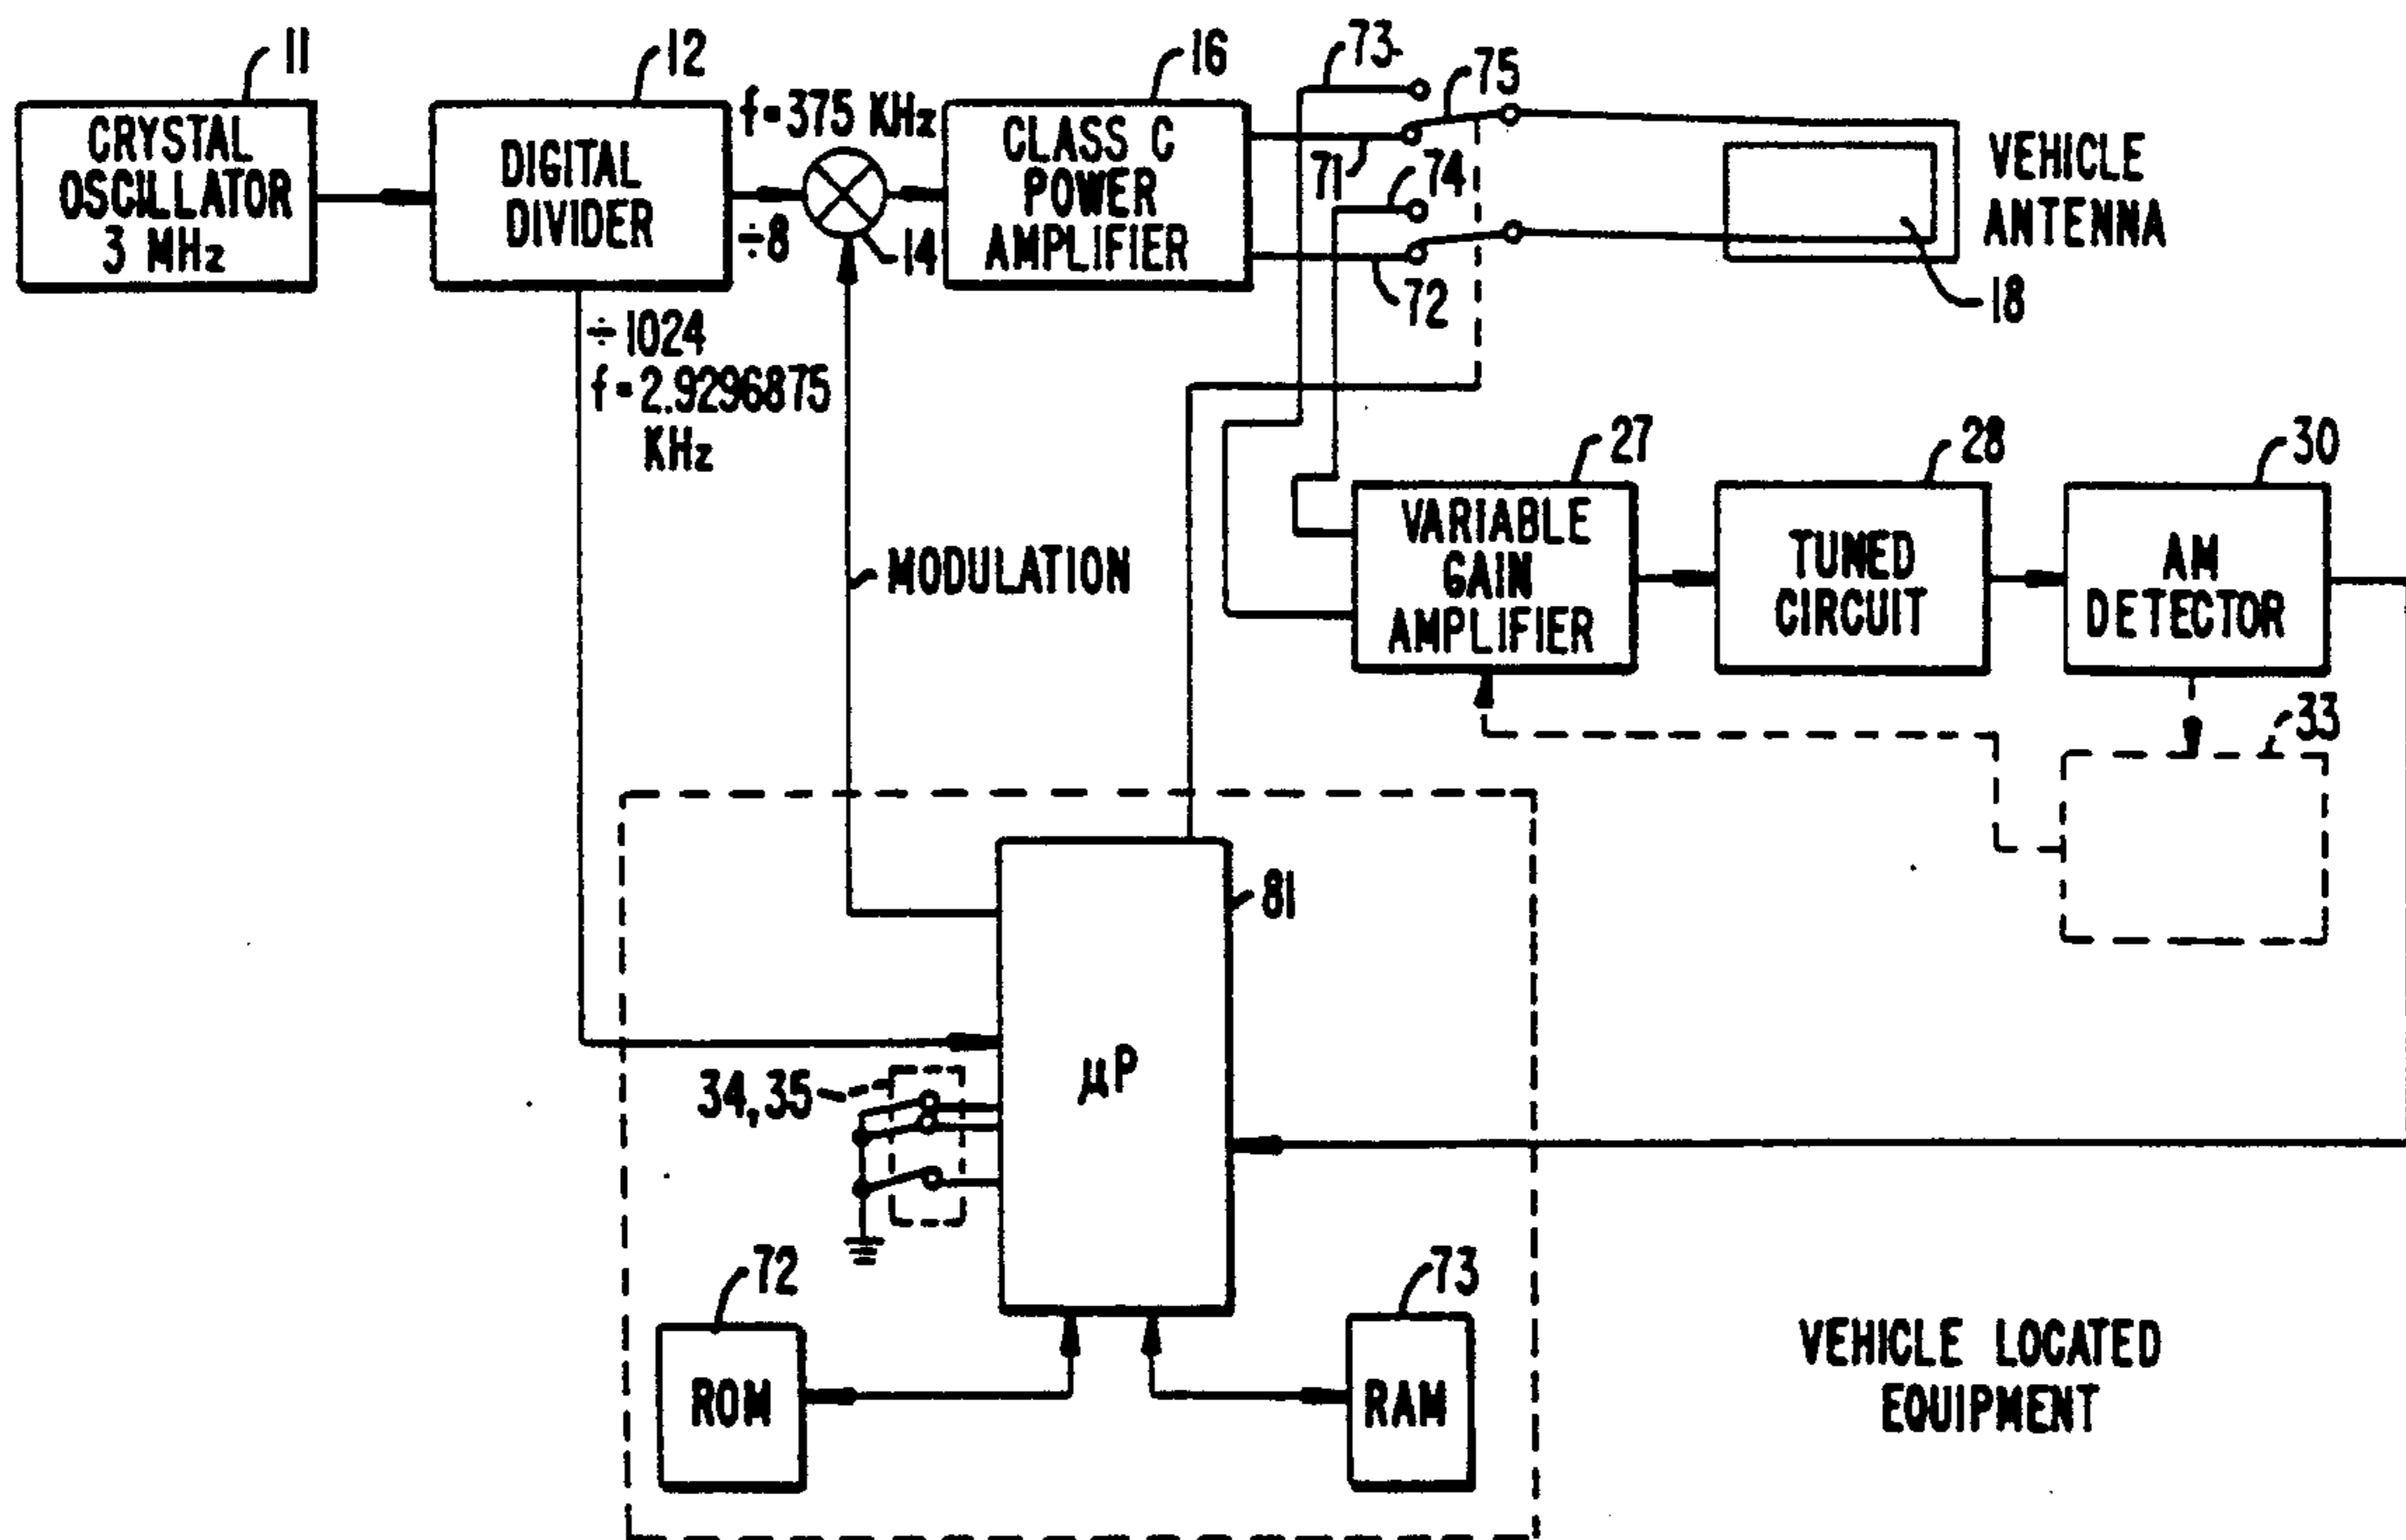 11
CRYSTAL
OSCILLATOR
3 MHz
12
DIGITAL
DIVIDER
f=375 KHz
÷8
14
16
CLASS C
POWER
AMPLIFIER
73
75
71
74
72
VEHICLE
ANTENNA
18
÷1024
f=2.9296875
KHz
MODULATION
27
VARIABLE
GAIN
AMPLIFIER
28
TUNED
CIRCUIT
30
AM
DETECTOR
33
81
μP
34,35
72
ROM
73
RAM
VEHICLE LOCATED
EQUIPMENT